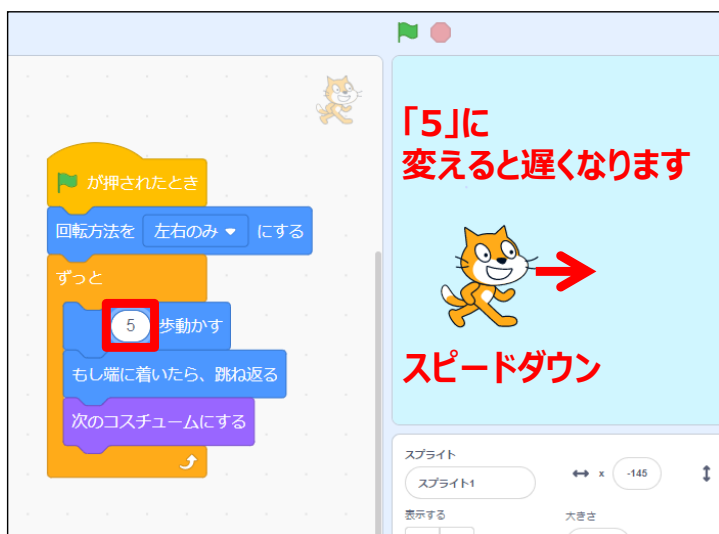 が押されたとき
回転方法を 左右のみ にする
ずっと
5 歩動かす
もし端に着いたら、跳ね返る
次のコスチュームにする
「5」に
変えると遅くなります
スピードダウン
スプライト
スプライト1
x -145
表示する
大きさ